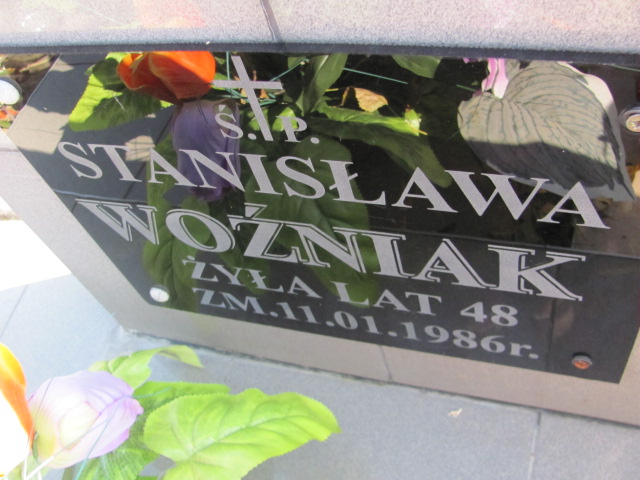 Ś. P.
STANISŁAWA
WOŹNIAK
ŻYŁA LAT 48
ZM. 11.01.1986r.